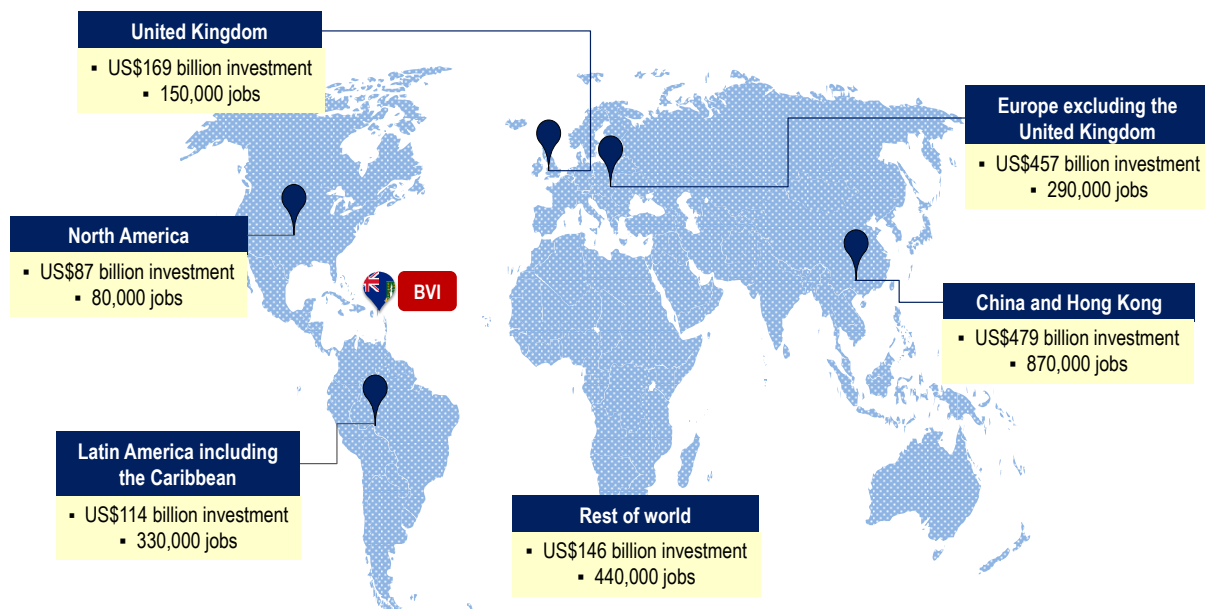 United Kingdom
▪ US$169 billion investment
▪ 150,000 jobs
Europe excluding the
United Kingdom
▪ US$457 billion investment
▪ 290,000 jobs
North America
▪ US$87 billion investment
▪ 80,000 jobs
BVI
China and Hong Kong
▪ US$479 billion investment
▪ 870,000 jobs
Latin America including
the Caribbean
▪ US$114 billion investment
▪ 330,000 jobs
Rest of world
▪ US$146 billion investment
▪ 440,000 jobs